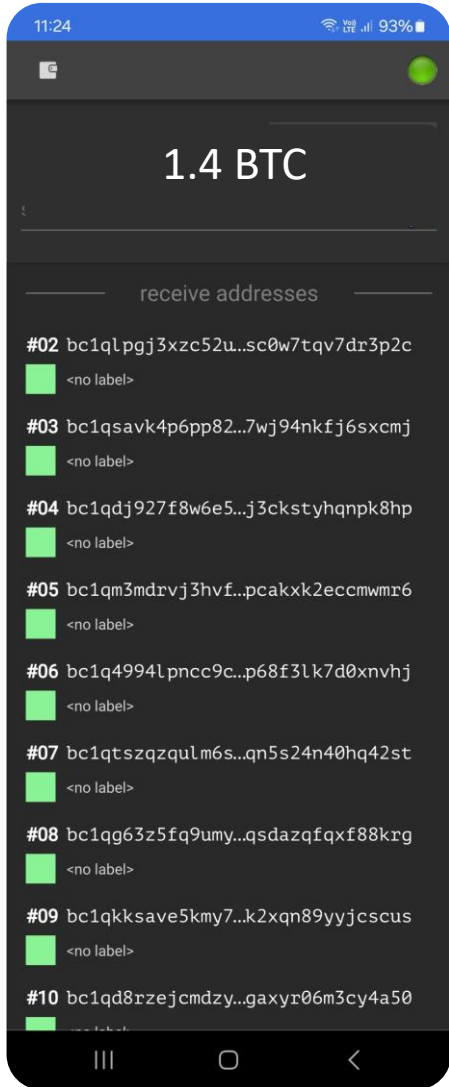 11:24 Vo)) LTE 93%
1.4 BTC
receive addresses
#02 bc1qlpgj3xzc52u…sc0w7tqv7dr3p2c
<no label>
#03 bc1qsavk4p6pp82…7wj94nkfj6sxcmj
<no label>
#04 bc1qdj927f8w6e5…j3ckstyhqnpk8hp
<no label>
#05 bc1qm3mdrvj3hvf…pcakxk2eccmwmr6
<no label>
#06 bc1q4994lpncc9c…p68f3lk7d0xnvhj
<no label>
#07 bc1qtszqzqulm6s…qn5s24n40hq42st
<no label>
#08 bc1qg63z5fq9umy…qsdazqfqxf88krg
<no label>
#09 bc1qkksave5kmy7…k2xqn89yyjcscus
<no label>
#10 bc1qd8rzejcmdzy…gaxyr06m3cy4a50